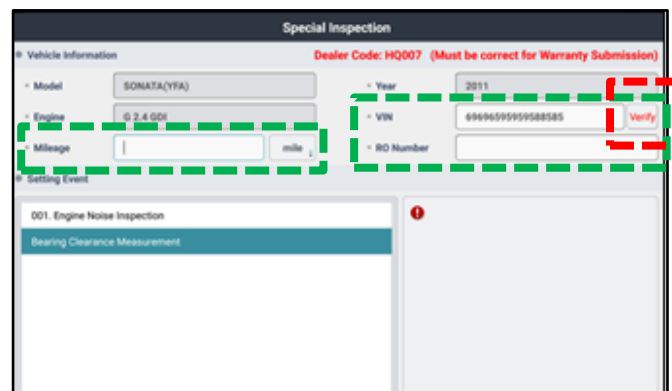 Special Inspection
Vehicle Information Dealer Code: HQ007 (Must be correct for Warranty Submission)
Model SONATA(YFA) Year 2011
Engine G 2.4 GDI VIN 69696595959588585 Verify
Mileage mile RO Number
Setting Event
001. Engine Noise Inspection
Bearing Clearance Measurement